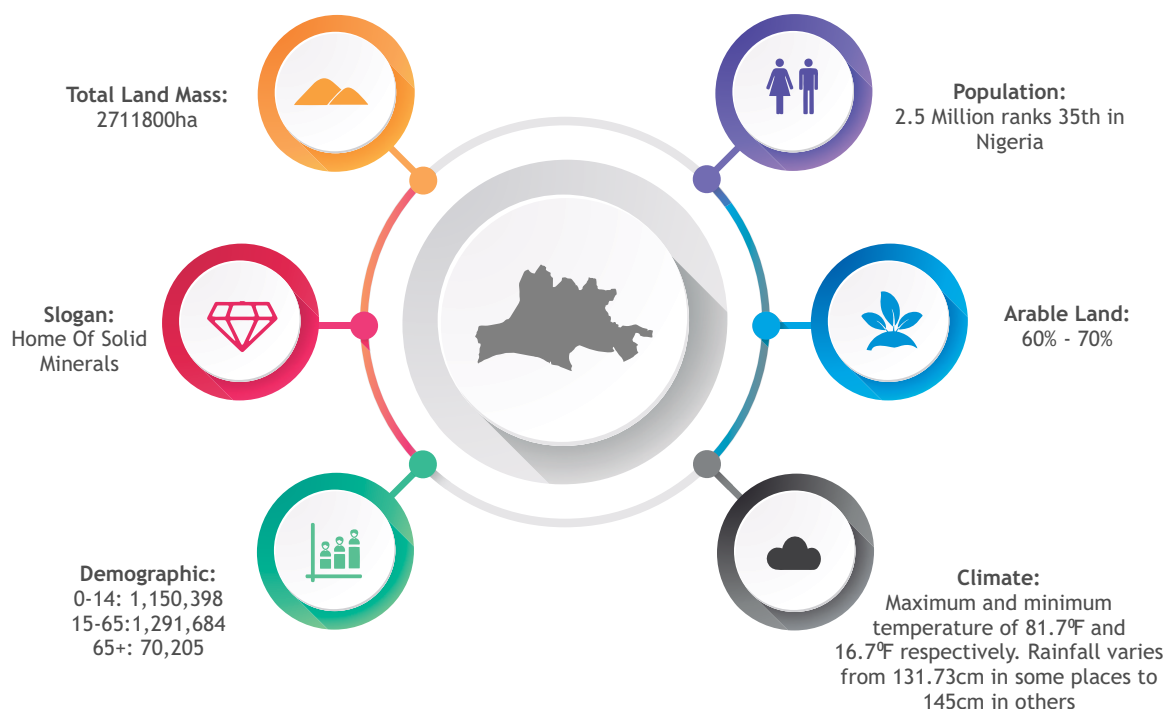 Total Land Mass:
2711800ha
Population:
2.5 Million ranks 35th in
Nigeria
Slogan:
Home Of Solid
Minerals
Arable Land:
60% - 70%
Demographic:
0-14: 1,150,398
15-65:1,291,684
65+: 70,205
Climate:
Maximum and minimum
temperature of 81.7⁰F and
16.7⁰F respectively. Rainfall varies
from 131.73cm in some places to
145cm in others